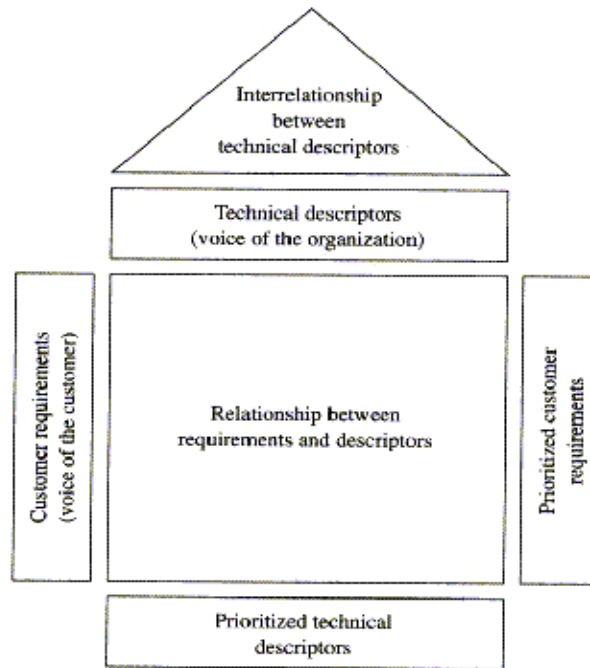 Interrelationship
between
technical descriptors
Technical descriptors
(voice of the organization)
Customer requirements
(voice of the customer)
Relationship between
requirements and descriptors
Prioritized customer
requirements
Prioritized technical
descriptors